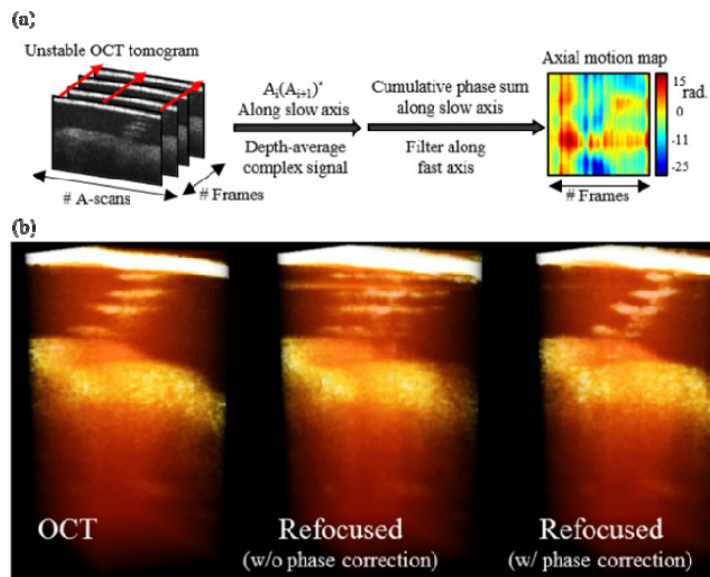 (a)
Unstable OCT tomogram
# A-scans
# Frames
A_i(A_{i+1})*
Along slow axis
Depth-average
complex signal
Cumulative phase sum
along slow axis
Filter along
fast axis
Axial motion map
15
rad.
0
-11
-25
# Frames
(b)
OCT
Refocused
(w/o phase correction)
Refocused
(w/ phase correction)